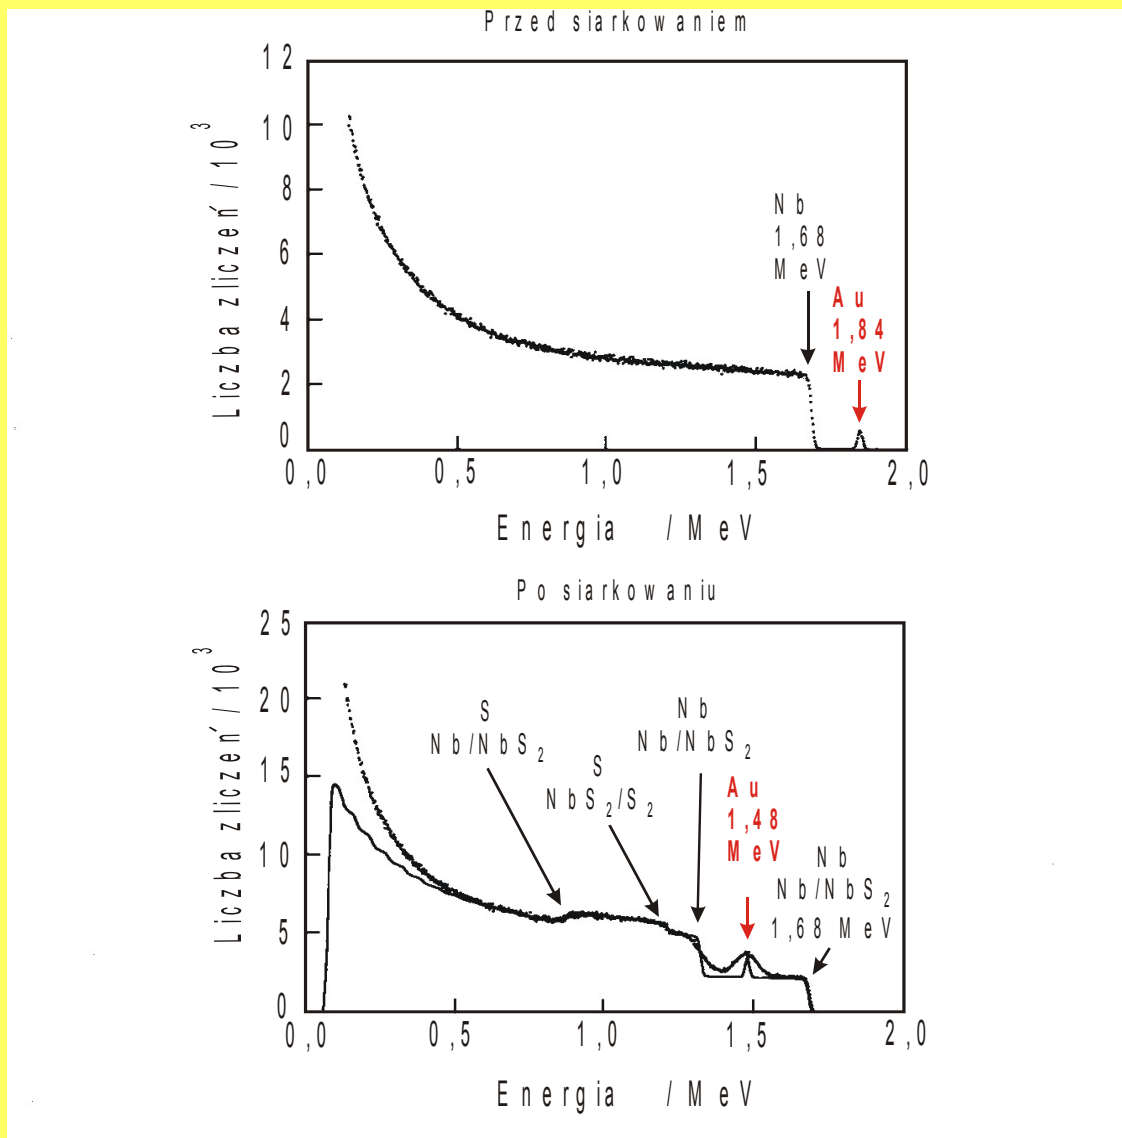 Przed siarkowaniem
12
10
8
6
4
2
0
Liczba zliczeń/10³
Nb
1,68
MeV
Au
1,84
MeV
0,0 0,5 1,0 1,5 2,0
Energia /MeV
Po siarkowaniu
25
20
15
10
5
0
Liczba zliczeń/10³
S
Nb/NbS₂
S
NbS₂/S₂
Nb
Nb/NbS₂
Au
1,48
MeV
Nb
Nb/NbS₂
1,68 MeV
0,0 0,5 1,0 1,5 2,0
Energia /MeV